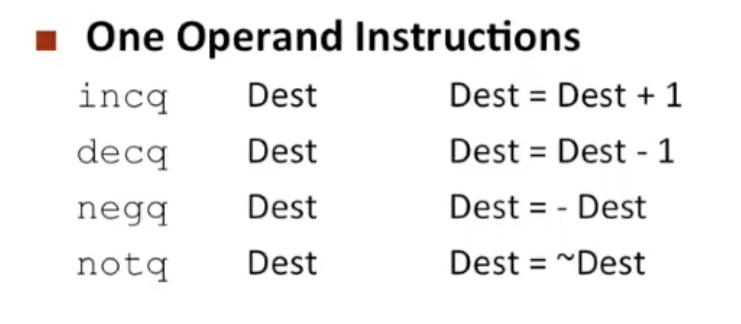 One Operand Instructions
incq Dest Dest = Dest + 1
decq Dest Dest = Dest - 1
negq Dest Dest = - Dest
notq Dest Dest = ~Dest